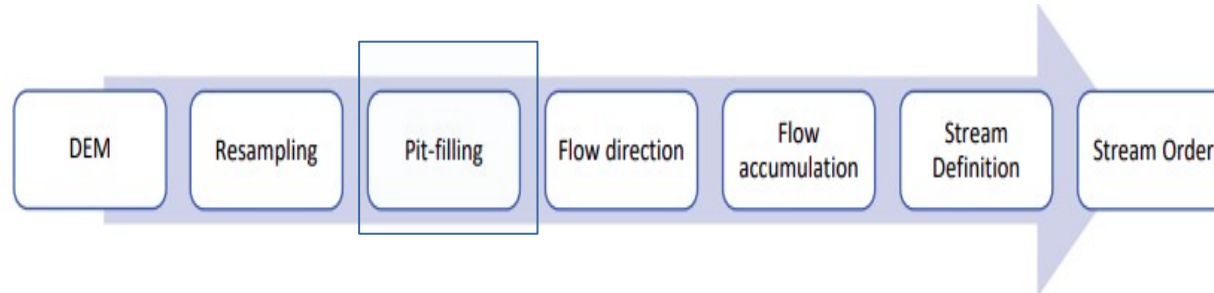 DEM
Resampling
Pit-filling
Flow direction
Flow
accumulation
Stream
Definition
Stream Order